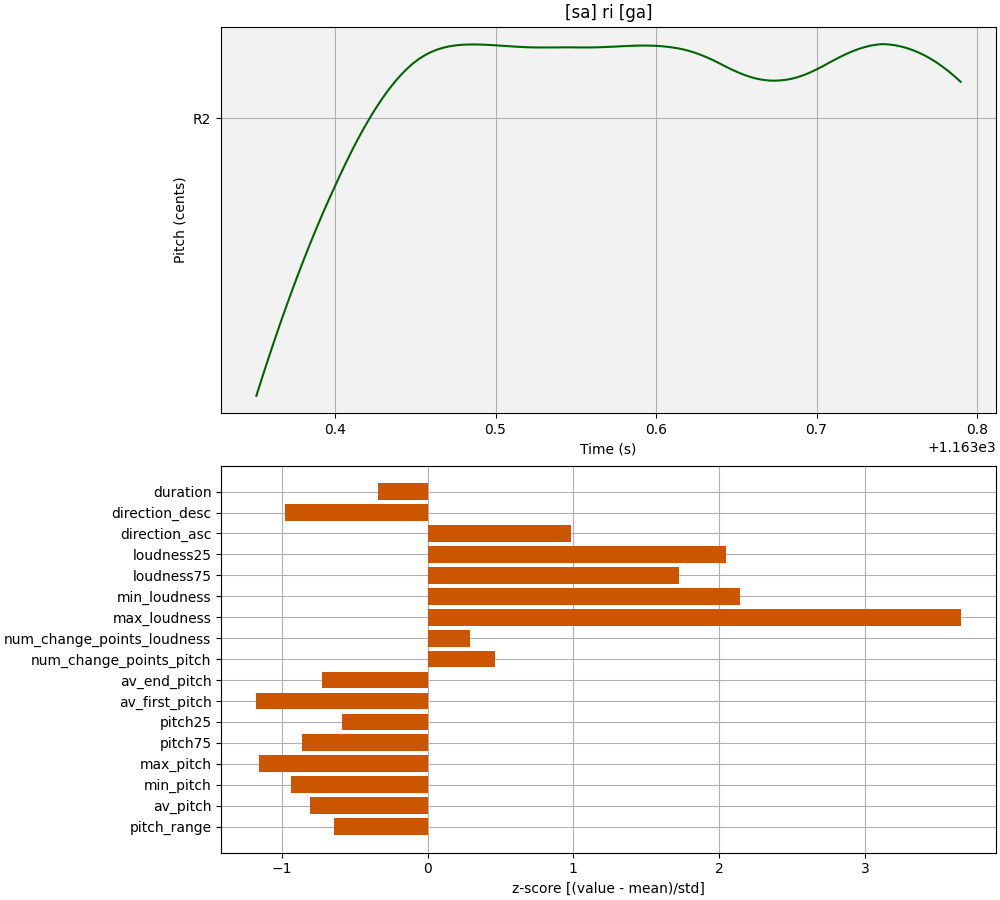 [sa] ri [ga]
R2
Pitch (cents)
0.4 0.5 0.6 0.7 0.8
Time (s)
+1.163e3
duration
direction_desc
direction_asc
loudness25
loudness75
min_loudness
max_loudness
num_change_points_loudness
num_change_points_pitch
av_end_pitch
av_first_pitch
pitch25
pitch75
max_pitch
min_pitch
av_pitch
pitch_range
−1 0 1 2 3
z-score [(value - mean)/std]